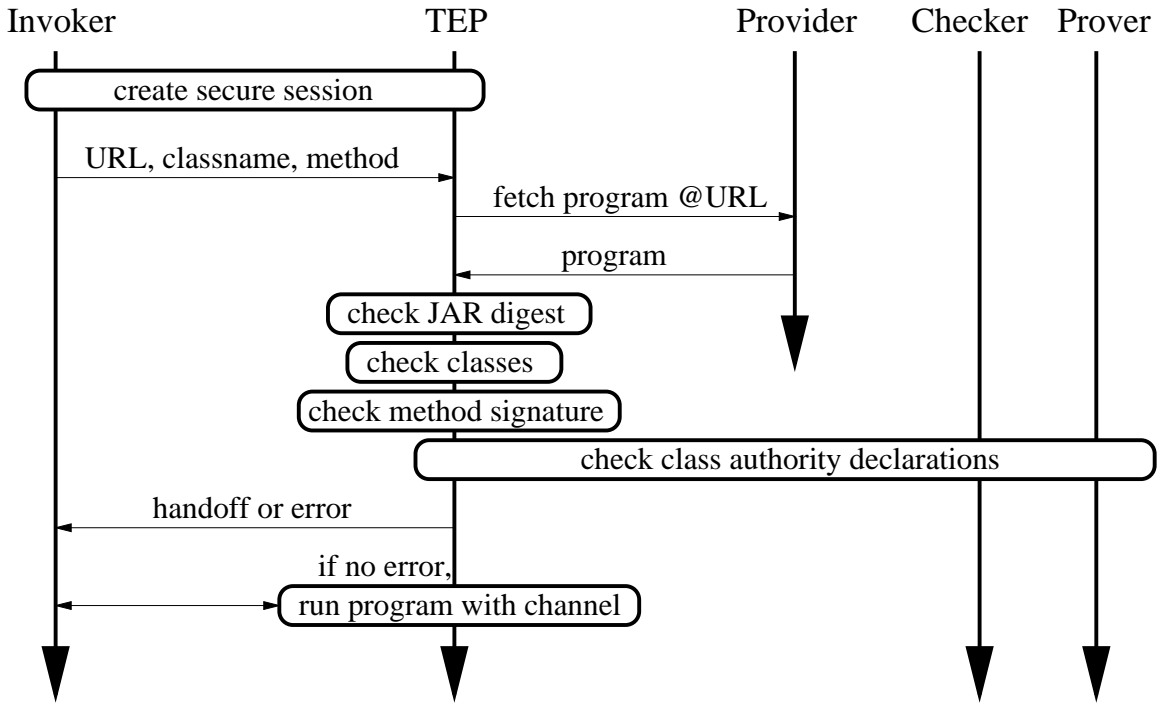 Invoker TEP Provider Checker Prover
create secure session
URL, classname, method
fetch program @URL
program
check JAR digest
check classes
check method signature
check class authority declarations
handoff or error
if no error,
run program with channel